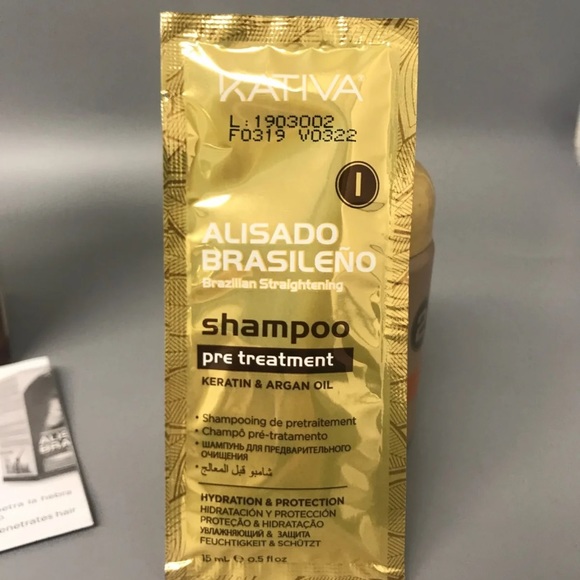 KATIVA
L:1903002
F0319 V0322
1
ALISADO
BRASILEÑO
Brazilian Straightening
shampoo
pre treatment
KERATIN & ARGAN OIL
• Shampooing de pretraitement
• Champô pré-tratamento
• ШАМПУНЬ ДЛЯ ПРЕДВАРИТЕЛЬНОГО
ОЧИЩЕНИЯ
• شامبو قبل المعالج
HYDRATION & PROTECTION
HIDRATACIÓN Y PROTECCIÓN
PROTEÇÃO & HIDRATAÇÃO
УВЛАЖНЯЮЩИЙ & ЗАЩИТА
FEUCHTIGKEIT & SCHÜTZT
15 mL ℮ 0.5 fl oz
la
enetrates hair